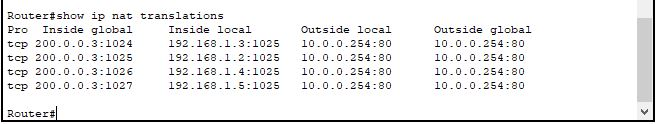 Router#show ip nat translations
Pro  Inside global     Inside local       Outside local      Outside global
tcp 200.0.0.3:1024     192.168.1.3:1025   10.0.0.254:80      10.0.0.254:80
tcp 200.0.0.3:1025     192.168.1.2:1025   10.0.0.254:80      10.0.0.254:80
tcp 200.0.0.3:1026     192.168.1.4:1025   10.0.0.254:80      10.0.0.254:80
tcp 200.0.0.3:1027     192.168.1.5:1025   10.0.0.254:80      10.0.0.254:80
Router#